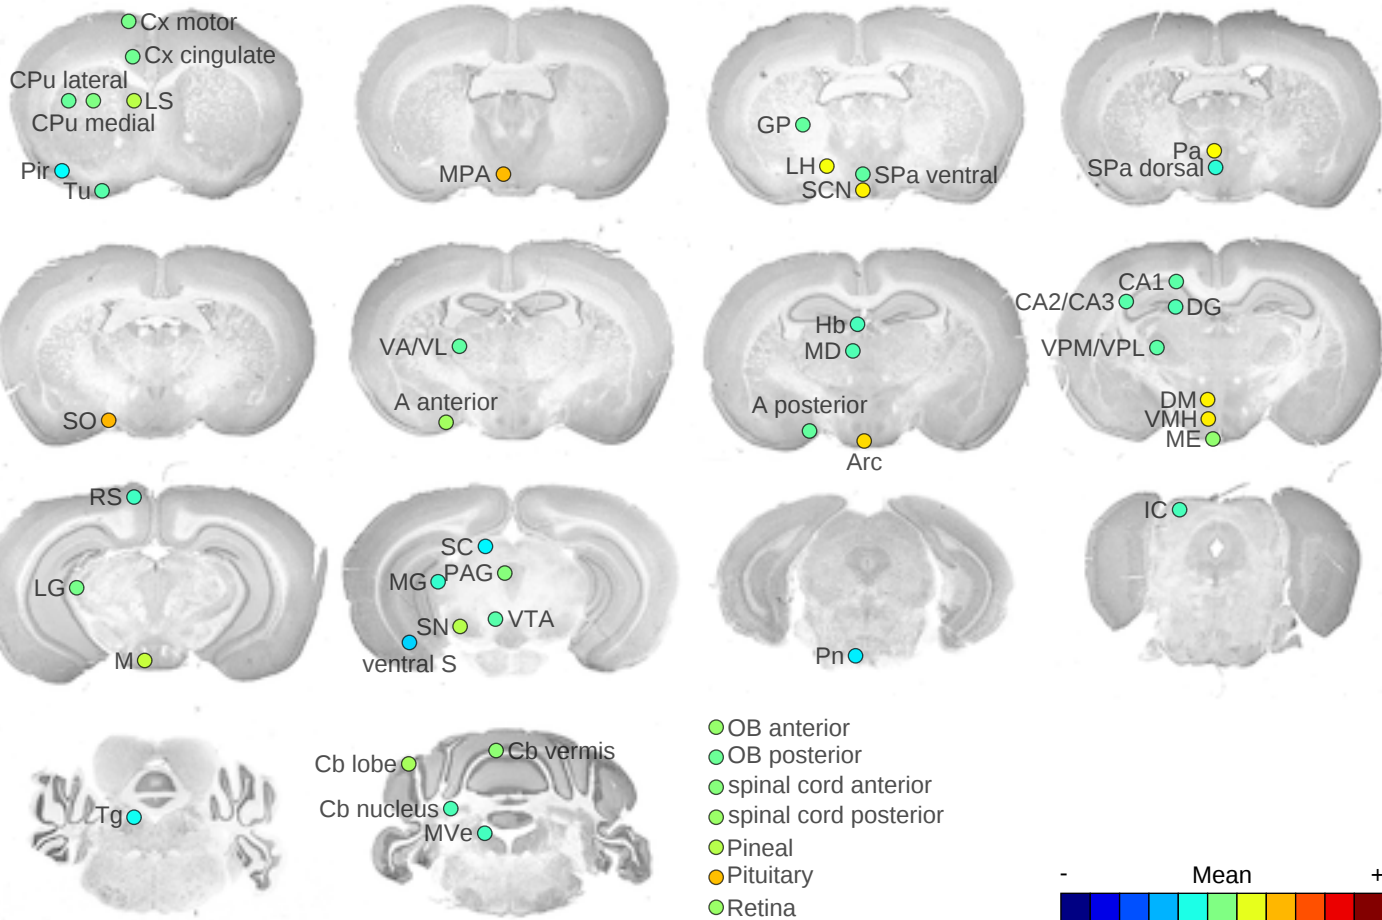 Cx motor
Cx cingulate
CPu lateral
LS
CPu medial
Pir
Tu
MPA
GP
LH
SPa ventral
SCN
Pa
SPa dorsal
SO
VA/VL
A anterior
Hb
MD
A posterior
Arc
CA1
CA2/CA3
DG
VPM/VPL
DM
VMH
ME
RS
LG
M
SC
MG
PAG
SN
VTA
ventral S
Pn
IC
Tg
Cb lobe
Cb vermis
Cb nucleus
MVe
OB anterior
OB posterior
spinal cord anterior
spinal cord posterior
Pineal
Pituitary
Retina
- Mean +